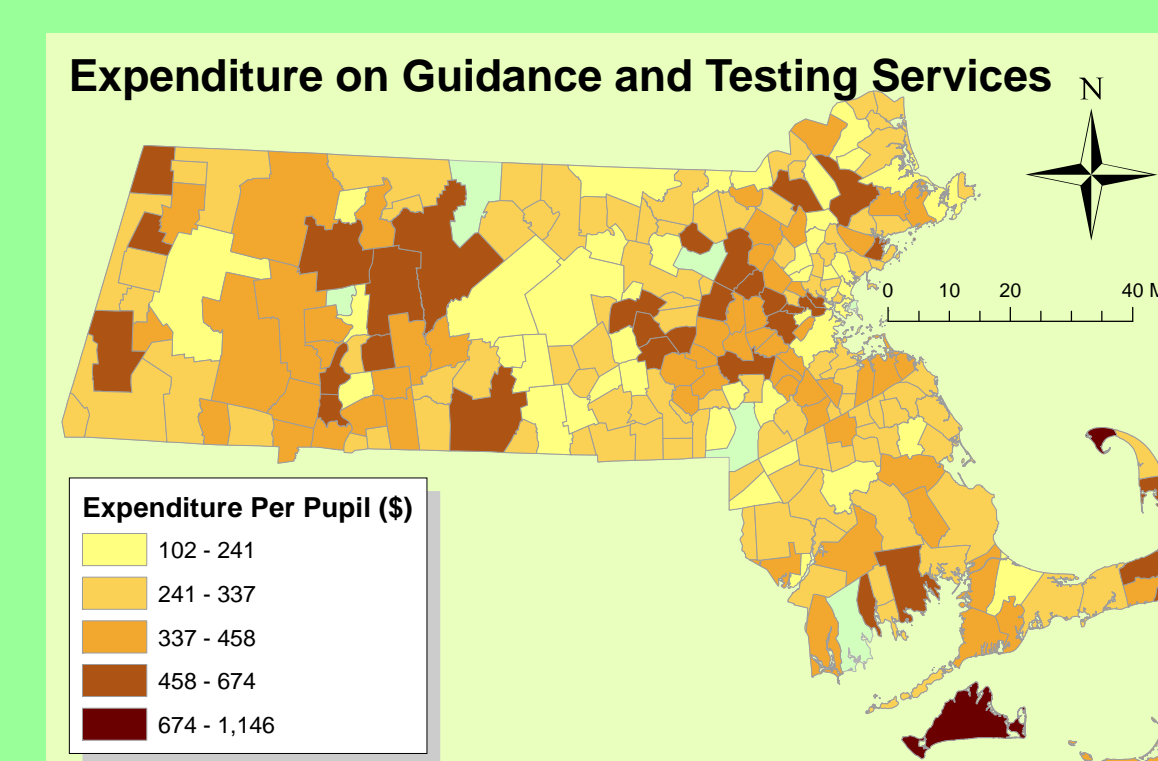 Expenditure on Guidance and Testing Services
N
0 10 20 40 M
Expenditure Per Pupil ($)
102 - 241
241 - 337
337 - 458
458 - 674
674 - 1,146